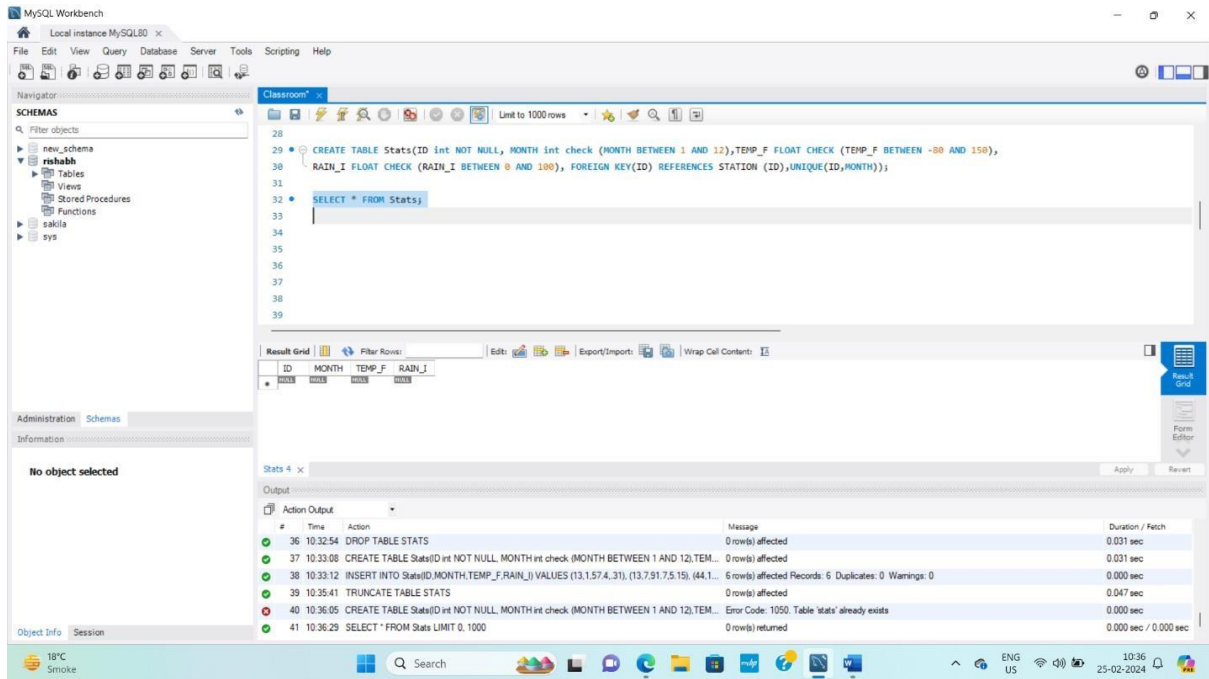 MySQL Workbench
Local instance MySQL80 ×
File Edit View Query Database Server Tools Scripting Help
Navigator
SCHEMAS
Filter objects
new_schema
rishabh
Tables
Views
Stored Procedures
Functions
sakila
sys
Administration Schemas
Information
No object selected
Object Info Session
Classroom* ×
Limit to 1000 rows
28
29 CREATE TABLE Stats(ID int NOT NULL, MONTH int check (MONTH BETWEEN 1 AND 12),TEMP_F FLOAT CHECK (TEMP_F BETWEEN -80 AND 150),
30 RAIN_I FLOAT CHECK (RAIN_I BETWEEN 0 AND 100), FOREIGN KEY(ID) REFERENCES STATION (ID),UNIQUE(ID,MONTH));
31
32 SELECT * FROM Stats;
33
34
35
36
37
38
39
Result Grid Filter Rows: Edit: Export/Import: Wrap Cell Content:
ID MONTH TEMP_F RAIN_I
NULL NULL NULL NULL
Result Grid
Form Editor
Stats 4 × Apply Revert
Output
Action Output
# Time Action Message Duration / Fetch
36 10:32:54 DROP TABLE STATS 0 row(s) affected 0.031 sec
37 10:33:08 CREATE TABLE Stats(ID int NOT NULL, MONTH int check (MONTH BETWEEN 1 AND 12),TEM... 0 row(s) affected 0.031 sec
38 10:33:12 INSERT INTO Stats(ID,MONTH,TEMP_F,RAIN_I) VALUES (13,1,57.4,.31), (13,7,91.7,5.15), (44,1... 6 row(s) affected Records: 6 Duplicates: 0 Warnings: 0 0.000 sec
39 10:35:41 TRUNCATE TABLE STATS 0 row(s) affected 0.047 sec
40 10:36:05 CREATE TABLE Stats(ID int NOT NULL, MONTH int check (MONTH BETWEEN 1 AND 12),TEM... Error Code: 1050. Table 'stats' already exists 0.000 sec
41 10:36:29 SELECT * FROM Stats LIMIT 0, 1000 0 row(s) returned 0.000 sec / 0.000 sec
18°C
Smoke
Search
ENG
US
10:36
25-02-2024